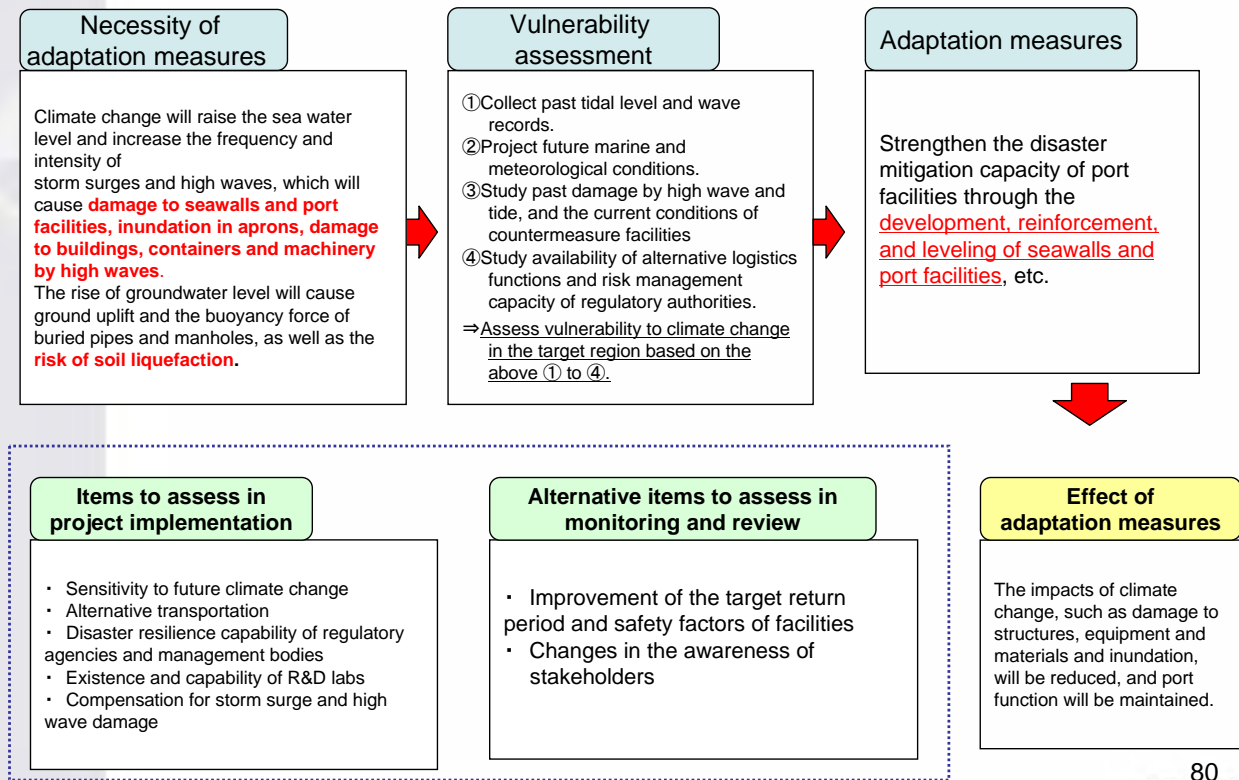 Necessity of
adaptation measures
Climate change will raise the sea water
level and increase the frequency and
intensity of
storm surges and high waves, which will
cause damage to seawalls and port
facilities, inundation in aprons, damage
to buildings, containers and machinery
by high waves.
The rise of groundwater level will cause
ground uplift and the buoyancy force of
buried pipes and manholes, as well as the
risk of soil liquefaction.
Vulnerability
assessment
①Collect past tidal level and wave
records.
②Project future marine and
meteorological conditions.
③Study past damage by high wave and
tide, and the current conditions of
countermeasure facilities
④Study availability of alternative logistics
functions and risk management
capacity of regulatory authorities.
⇒Assess vulnerability to climate change
in the target region based on the
above ① to ④.
Adaptation measures
Strengthen the disaster
mitigation capacity of port
facilities through the
development, reinforcement,
and leveling of seawalls and
port facilities, etc.
Items to assess in
project implementation
・ Sensitivity to future climate change
・ Alternative transportation
・ Disaster resilience capability of regulatory
agencies and management bodies
・ Existence and capability of R&D labs
・ Compensation for storm surge and high
wave damage
Alternative items to assess in
monitoring and review
・ Improvement of the target return
period and safety factors of facilities
・ Changes in the awareness of
stakeholders
Effect of
adaptation measures
The impacts of climate
change, such as damage to
structures, equipment and
materials and inundation,
will be reduced, and port
function will be maintained.
80